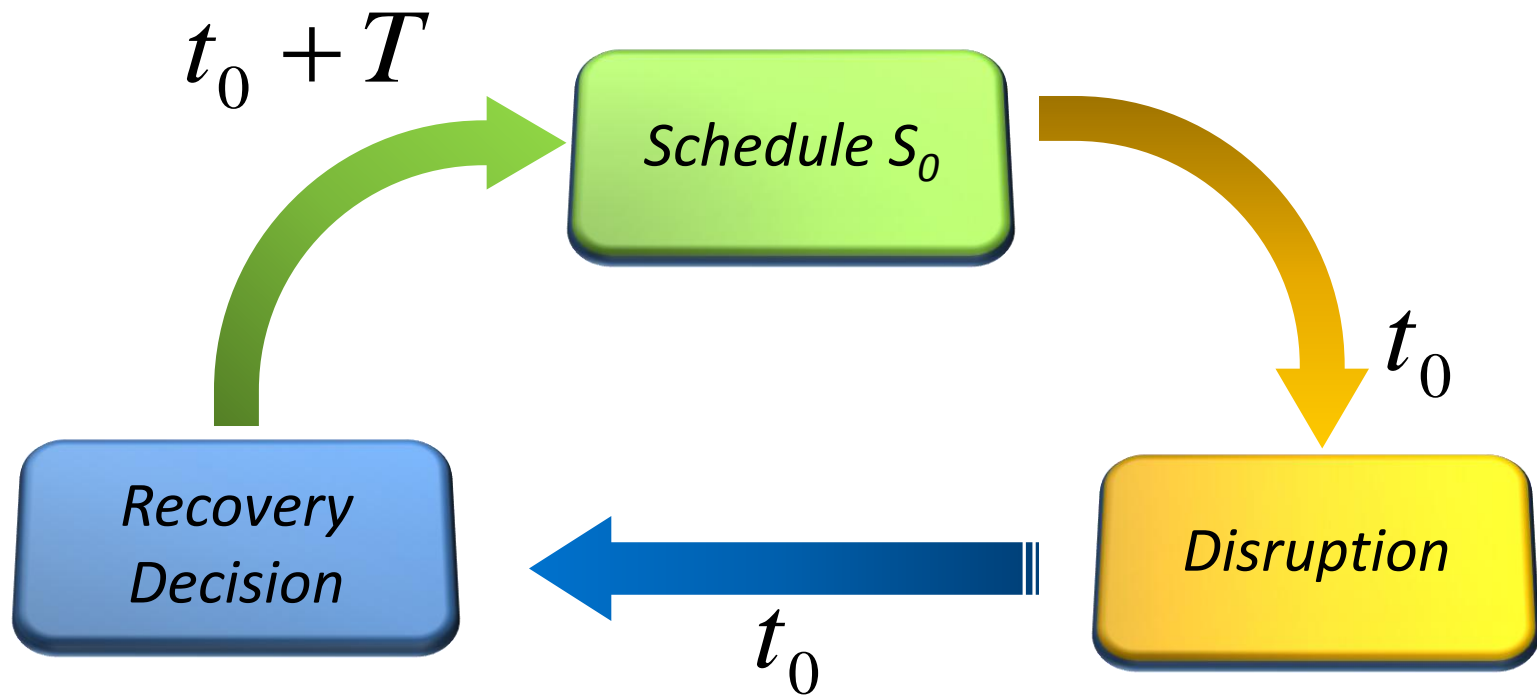 t₀ + T
Schedule S₀
t₀
Recovery
Decision
Disruption
t₀